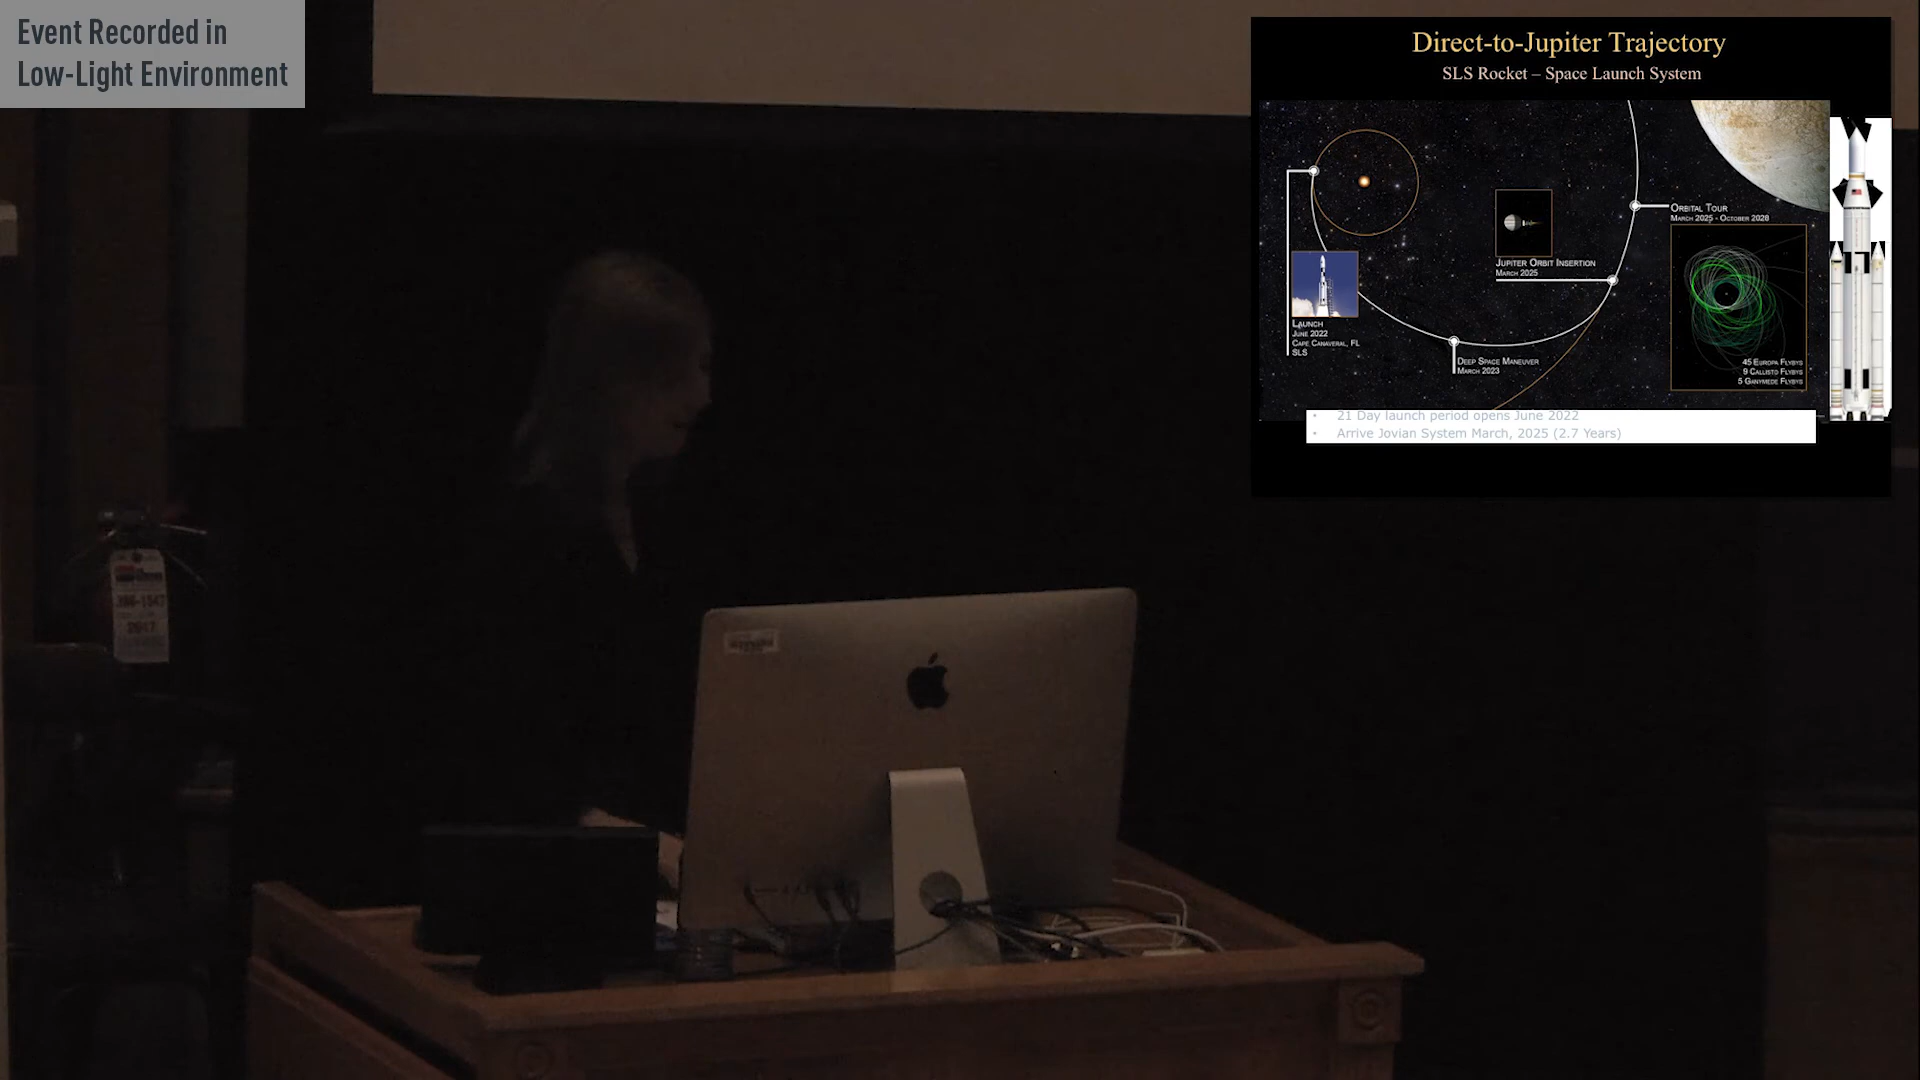 Event Recorded in
Low-Light Environment
Direct-to-Jupiter Trajectory
SLS Rocket – Space Launch System
Orbital Tour
March 2025 - October 2028
Jupiter Orbit Insertion
March 2025
Launch
June 2022
Cape Canaveral, FL
SLS
Deep Space Maneuver
March 2023
45 Europa Flybys
9 Callisto Flybys
5 Ganymede Flybys
• 21 Day launch period opens June 2022
• Arrive Jovian System March, 2025 (2.7 Years)
2017